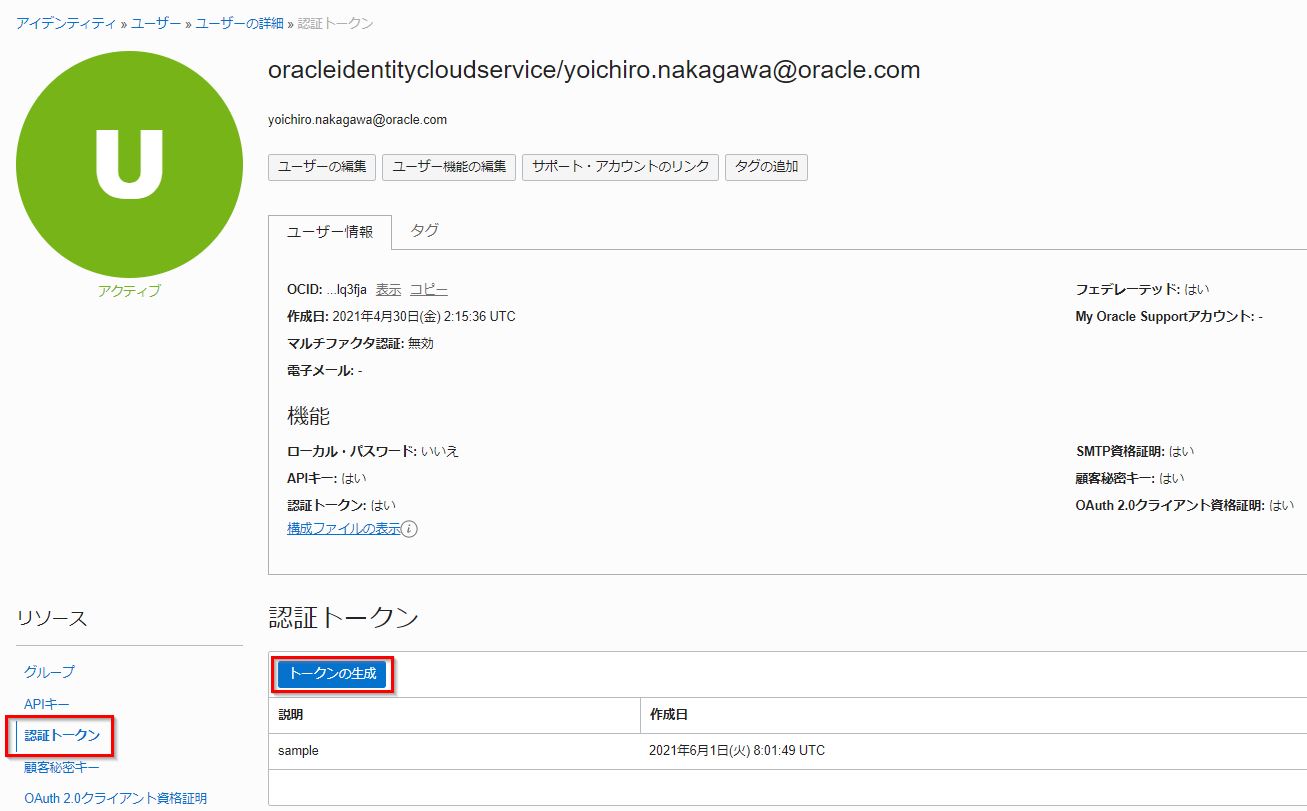 アイデンティティ » ユーザー » ユーザーの詳細 » 認証トークン
U
アクティブ
oracleidentitycloudservice/yoichiro.nakagawa@oracle.com
yoichiro.nakagawa@oracle.com
ユーザーの編集 ユーザー機能の編集 サポート・アカウントのリンク タグの追加
ユーザー情報 タグ
OCID: ...lq3fja 表示 コピー フェデレーテッド: はい
作成日: 2021年4月30日(金) 2:15:36 UTC My Oracle Supportアカウント: -
マルチファクタ認証: 無効
電子メール: -
機能
ローカル・パスワード: いいえ SMTP資格証明: はい
APIキー: はい 顧客秘密キー: はい
認証トークン: はい OAuth 2.0クライアント資格証明: はい
構成ファイルの表示 i
リソース
グループ
APIキー
認証トークン
顧客秘密キー
OAuth 2.0クライアント資格証明
認証トークン
トークンの生成
説明 作成日
sample 2021年6月1日(火) 8:01:49 UTC